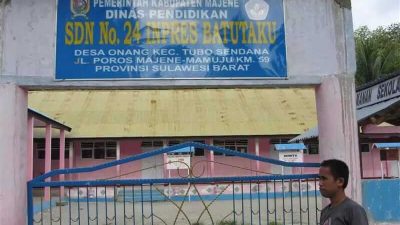 PEMERINTAH KABUPATEN MAJENE
DINAS PENDIDIKAN
SDN No. 24 INPRES BATUTAKU
DESA ONANG KEC. TUBO SENDANA
JL. POROS MAJENE-MAMUJU KM. 59
PROVINSI SULAWESI BARAT
SEKOLA